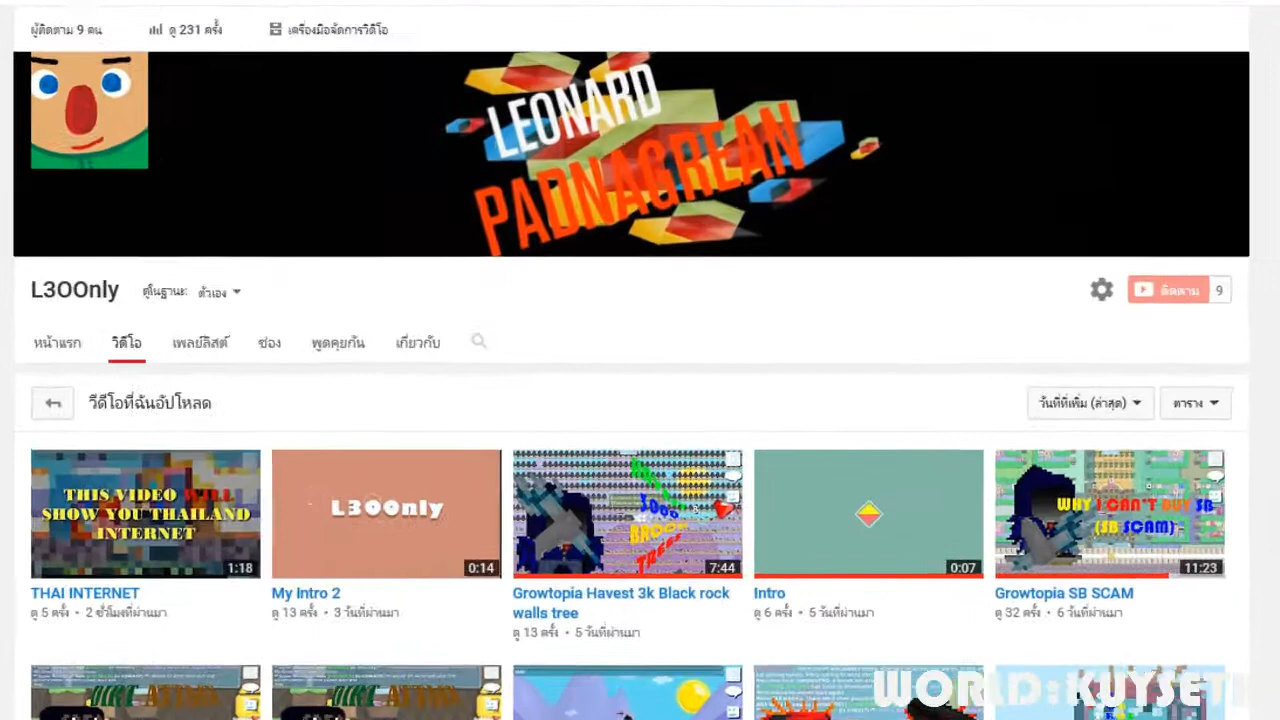 ผู้ติดตาม 9 คน
ดู 231 ครั้ง
เครื่องมือจัดการวิดีโอ
LEONARD
PADNAGREAN
L3OOnly
ดูในฐานะ: ตัวเอง
ติดตาม 9
หน้าแรก วิดีโอ เพลย์ลิสต์ ช่อง พูดคุยกัน เกี่ยวกับ
วิดีโอที่ฉันอัปโหลด
วันที่ที่เพิ่ม (ล่าสุด)
ตาราง
THIS VIDEO WILL
SHOW YOU THAILAND
INTERNET
1:18
L3OOnly
0:14
3000
7:44
0:07
WHY I CAN'T BUY SB
(SB SCAM)
11:23
THAI INTERNET
ดู 5 ครั้ง • 2 ชั่วโมงที่ผ่านมา
My Intro 2
ดู 13 ครั้ง • 3 วันที่ผ่านมา
Growtopia Havest 3k Black rock
walls tree
ดู 13 ครั้ง • 5 วันที่ผ่านมา
Intro
ดู 6 ครั้ง • 5 วันที่ผ่านมา
Growtopia SB SCAM
ดู 32 ครั้ง • 6 วันที่ผ่านมา
DIRT
DIRT
KUYSE